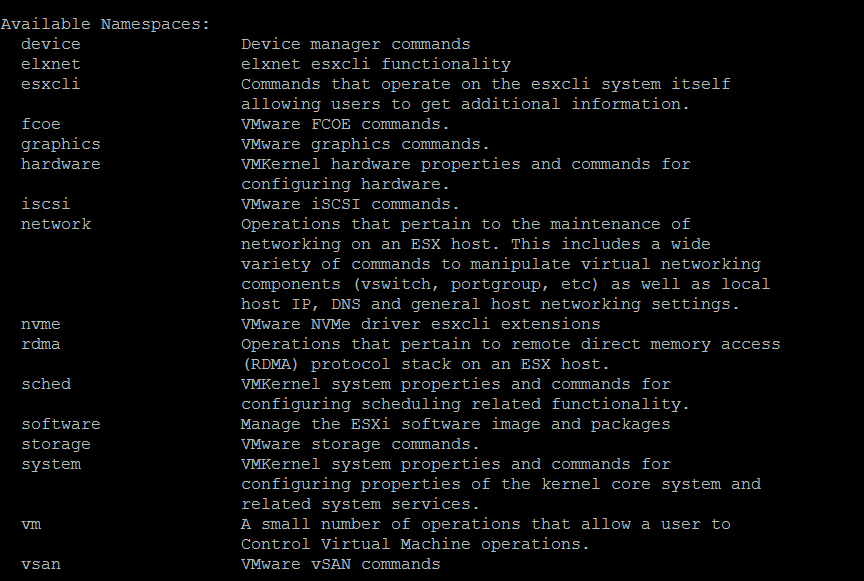 Available Namespaces:
device Device manager commands
elxnet elxnet esxcli functionality
esxcli Commands that operate on the esxcli system itself
allowing users to get additional information.
fcoe VMware FCOE commands.
graphics VMware graphics commands.
hardware VMKernel hardware properties and commands for
configuring hardware.
iscsi VMware iSCSI commands.
network Operations that pertain to the maintenance of
networking on an ESX host. This includes a wide
variety of commands to manipulate virtual networking
components (vswitch, portgroup, etc) as well as local
host IP, DNS and general host networking settings.
nvme VMware NVMe driver esxcli extensions
rdma Operations that pertain to remote direct memory access
(RDMA) protocol stack on an ESX host.
sched VMKernel system properties and commands for
configuring scheduling related functionality.
software Manage the ESXi software image and packages
storage VMware storage commands.
system VMKernel system properties and commands for
configuring properties of the kernel core system and
related system services.
vm A small number of operations that allow a user to
Control Virtual Machine operations.
vsan VMware vSAN commands